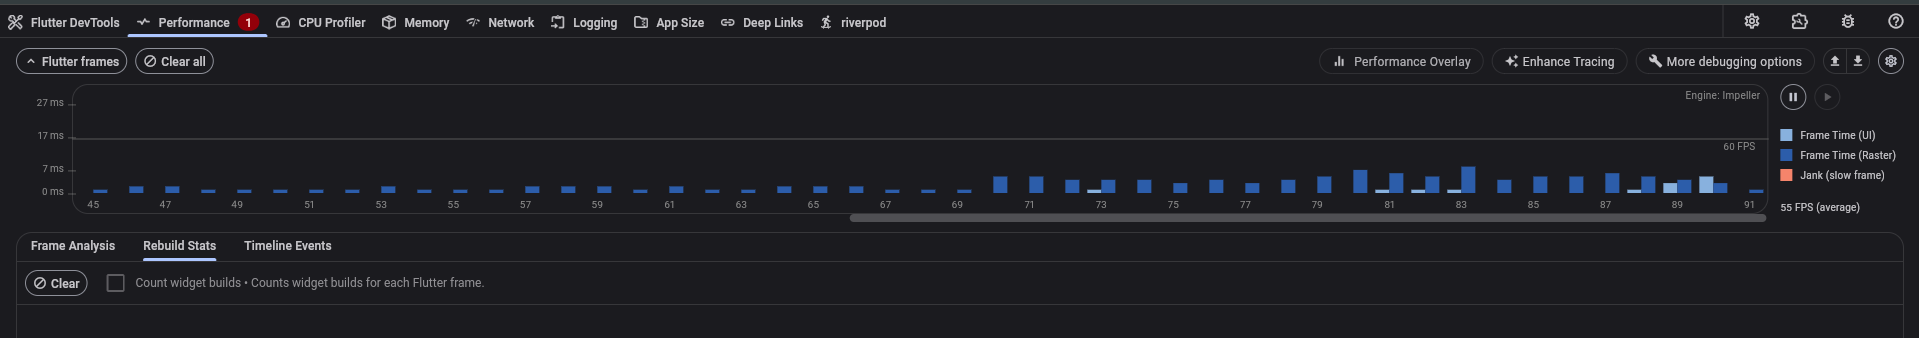 Flutter DevTools Performance 1 CPU Profiler Memory Network Logging App Size Deep Links riverpod
Flutter frames Clear all Performance Overlay Enhance Tracing More debugging options
Engine: Impeller
27 ms
17 ms
60 FPS
7 ms
0 ms
45 47 49 51 53 55 57 59 61 63 65 67 69 71 73 75 77 79 81 83 85 87 89 91
Frame Time (UI)
Frame Time (Raster)
Jank (slow frame)
55 FPS (average)
Frame Analysis Rebuild Stats Timeline Events
Clear Count widget builds • Counts widget builds for each Flutter frame.